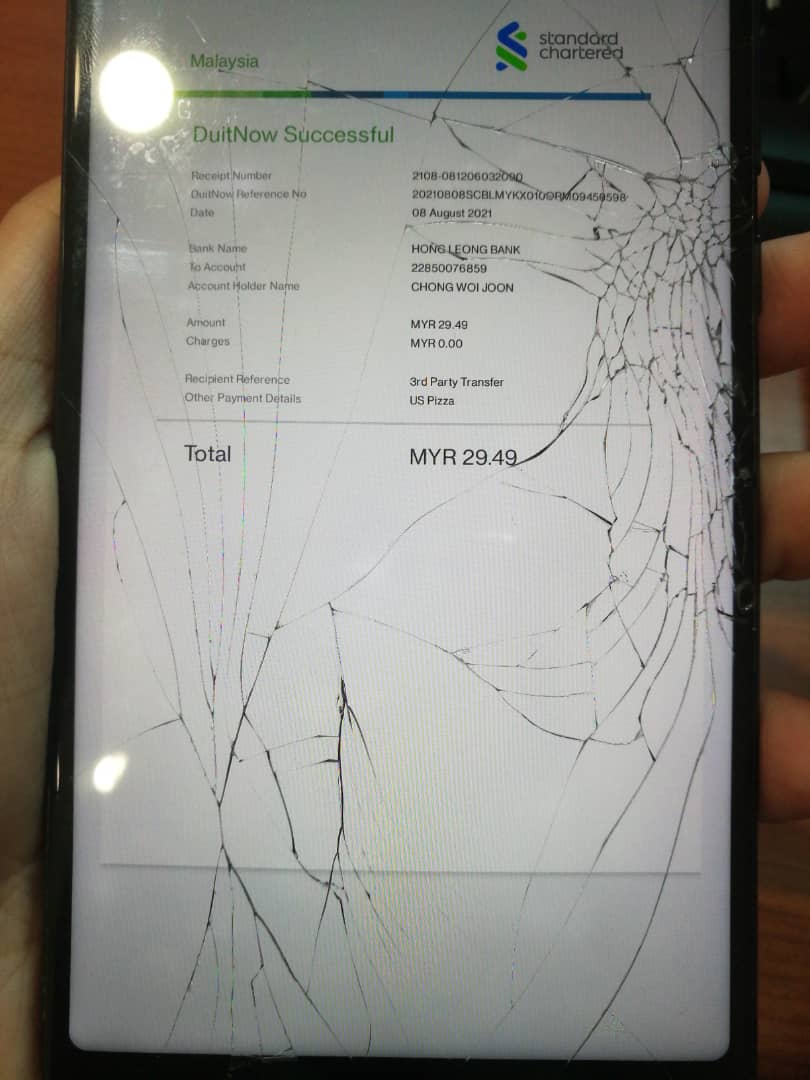 Malaysia
standard
chartered
DuitNow Successful
Receipt Number 2108-081206032090
DuitNow Reference No
Date 08 August 2021
Bank Name HONG LEONG BANK
To Account 22850076859
Account Holder Name CHONG WOI JOON
Amount MYR 29.49
Charges MYR 0.00
Recipient Reference 3rd Party Transfer
Other Payment Details US Pizza
Total MYR 29.49